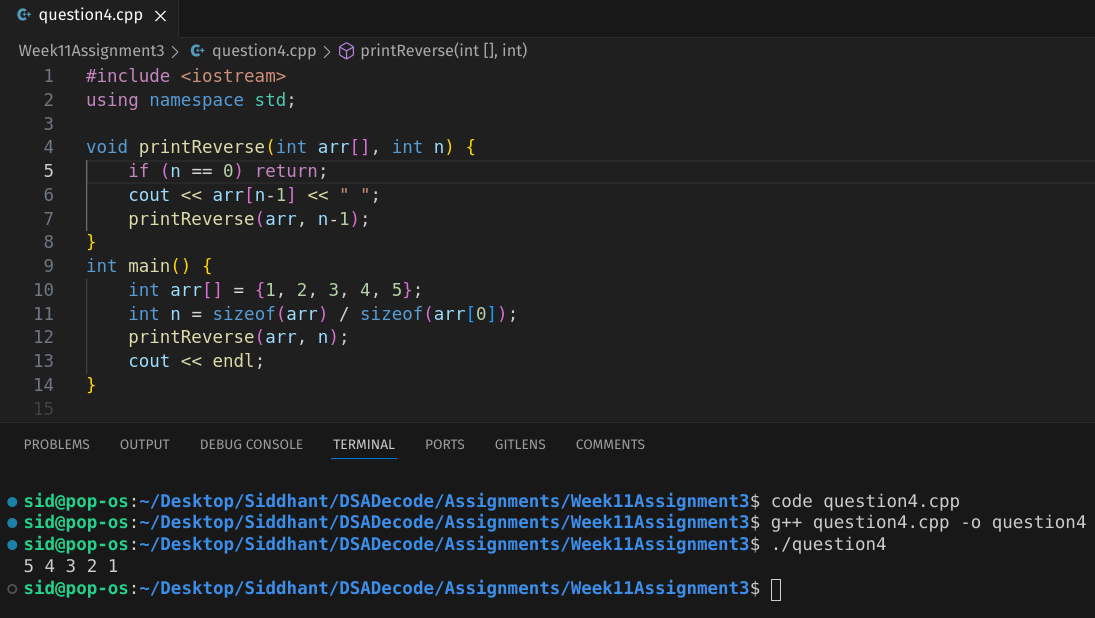 question4.cpp
Week11Assignment3 > question4.cpp > printReverse(int [], int)
1 #include <iostream>
2 using namespace std;
3
4 void printReverse(int arr[], int n) {
5     if (n == 0) return;
6     cout << arr[n-1] << " ";
7     printReverse(arr, n-1);
8 }
9 int main() {
10     int arr[] = {1, 2, 3, 4, 5};
11     int n = sizeof(arr) / sizeof(arr[0]);
12     printReverse(arr, n);
13     cout << endl;
14 }
15
PROBLEMS OUTPUT DEBUG CONSOLE TERMINAL PORTS GITLENS COMMENTS
sid@pop-os:~/Desktop/Siddhant/DSADecode/Assignments/Week11Assignment3$ code question4.cpp
sid@pop-os:~/Desktop/Siddhant/DSADecode/Assignments/Week11Assignment3$ g++ question4.cpp -o question4
sid@pop-os:~/Desktop/Siddhant/DSADecode/Assignments/Week11Assignment3$ ./question4
5 4 3 2 1
sid@pop-os:~/Desktop/Siddhant/DSADecode/Assignments/Week11Assignment3$